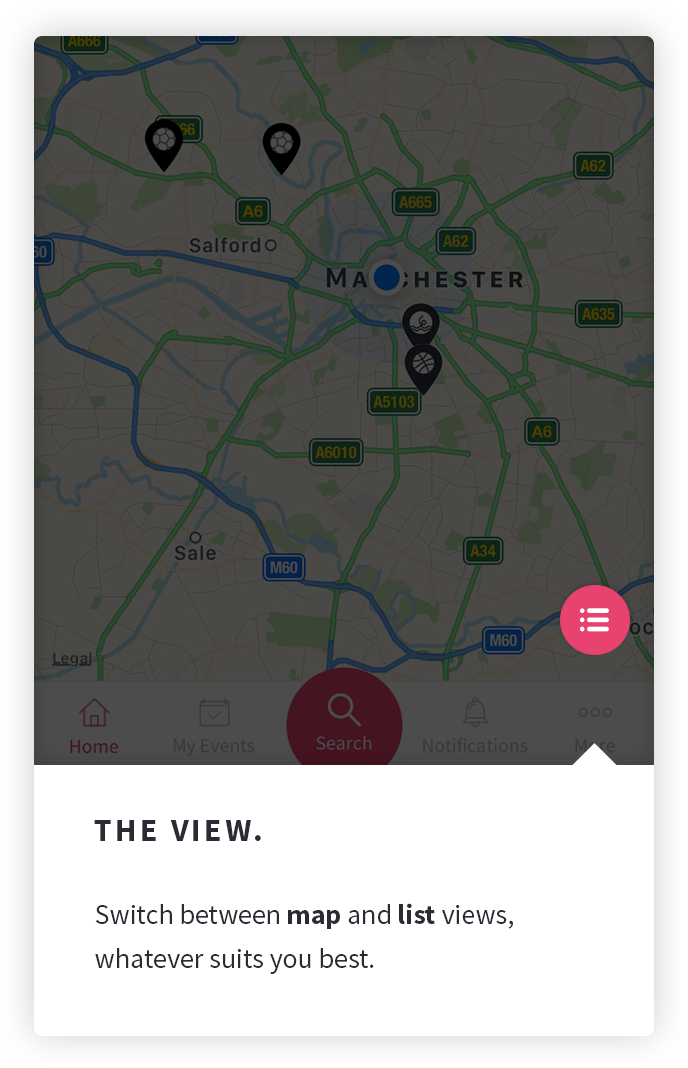 A666
A666
A62
A665
A6
A62
Salford
MANCHESTER
A635
A5103
A6
A6010
A34
Sale
M60
M60
Legal
Home
My Events
Search
Notifications
More
THE VIEW.
Switch between map and list views,
whatever suits you best.